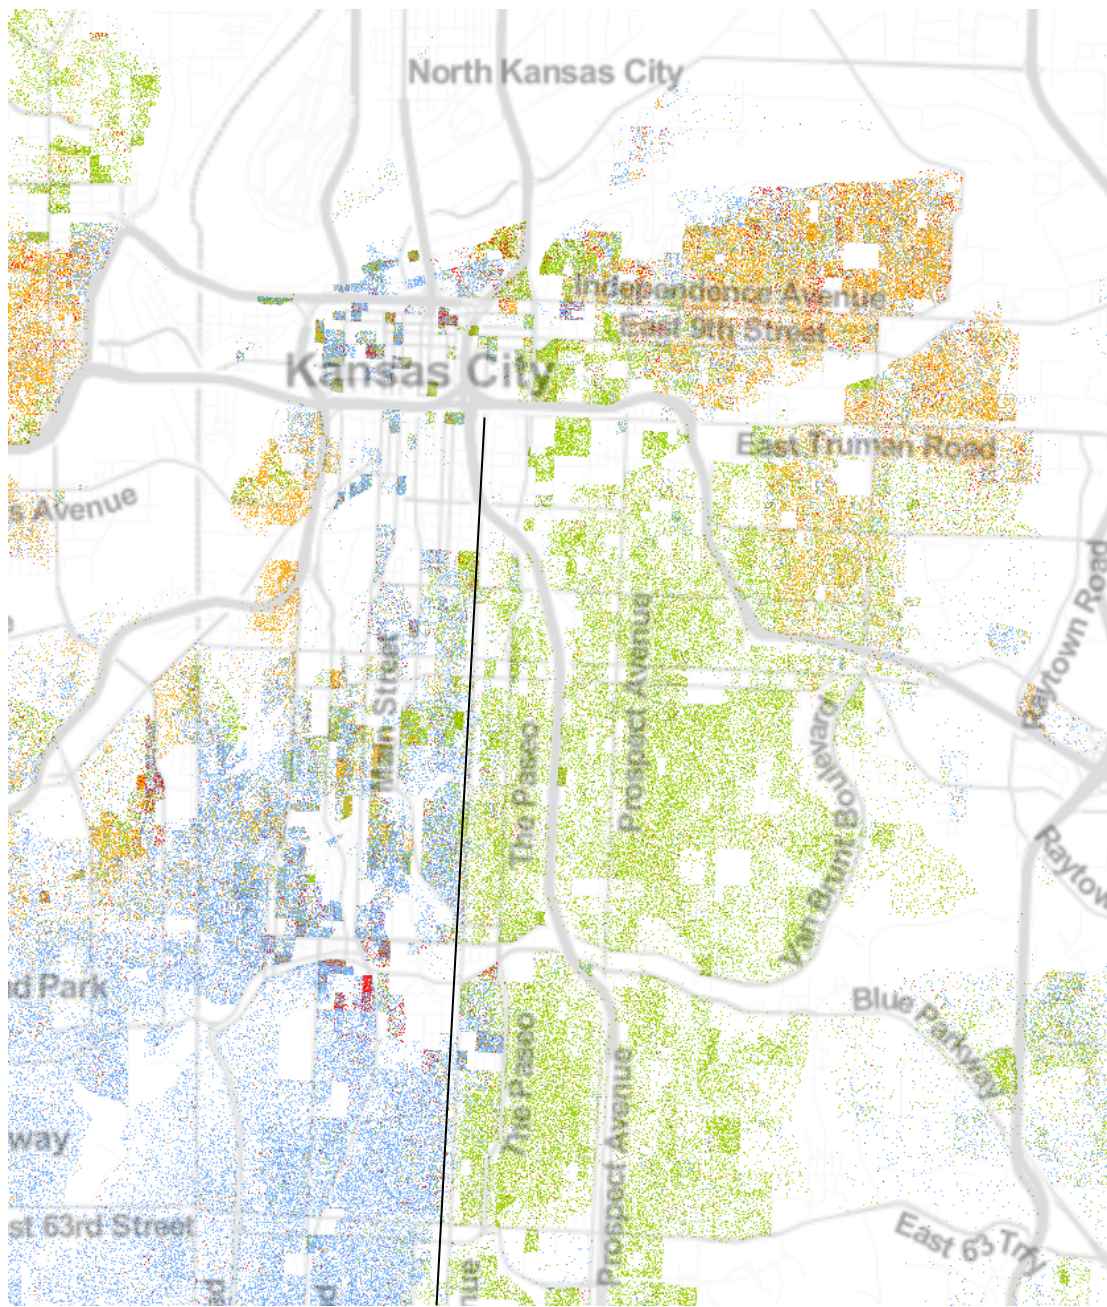 North Kansas City
Independence Avenue
East 9th Street
Kansas City
East Truman Road
s Avenue
Raytown Road
Main Street
Prospect Avenue
The Paseo
Van Brunt Boulevard
Raytow
d Park
Blue Parkway
The Paseo
Prospect Avenue
way
st 63rd Street
East 63 Trfy
nue
d
d